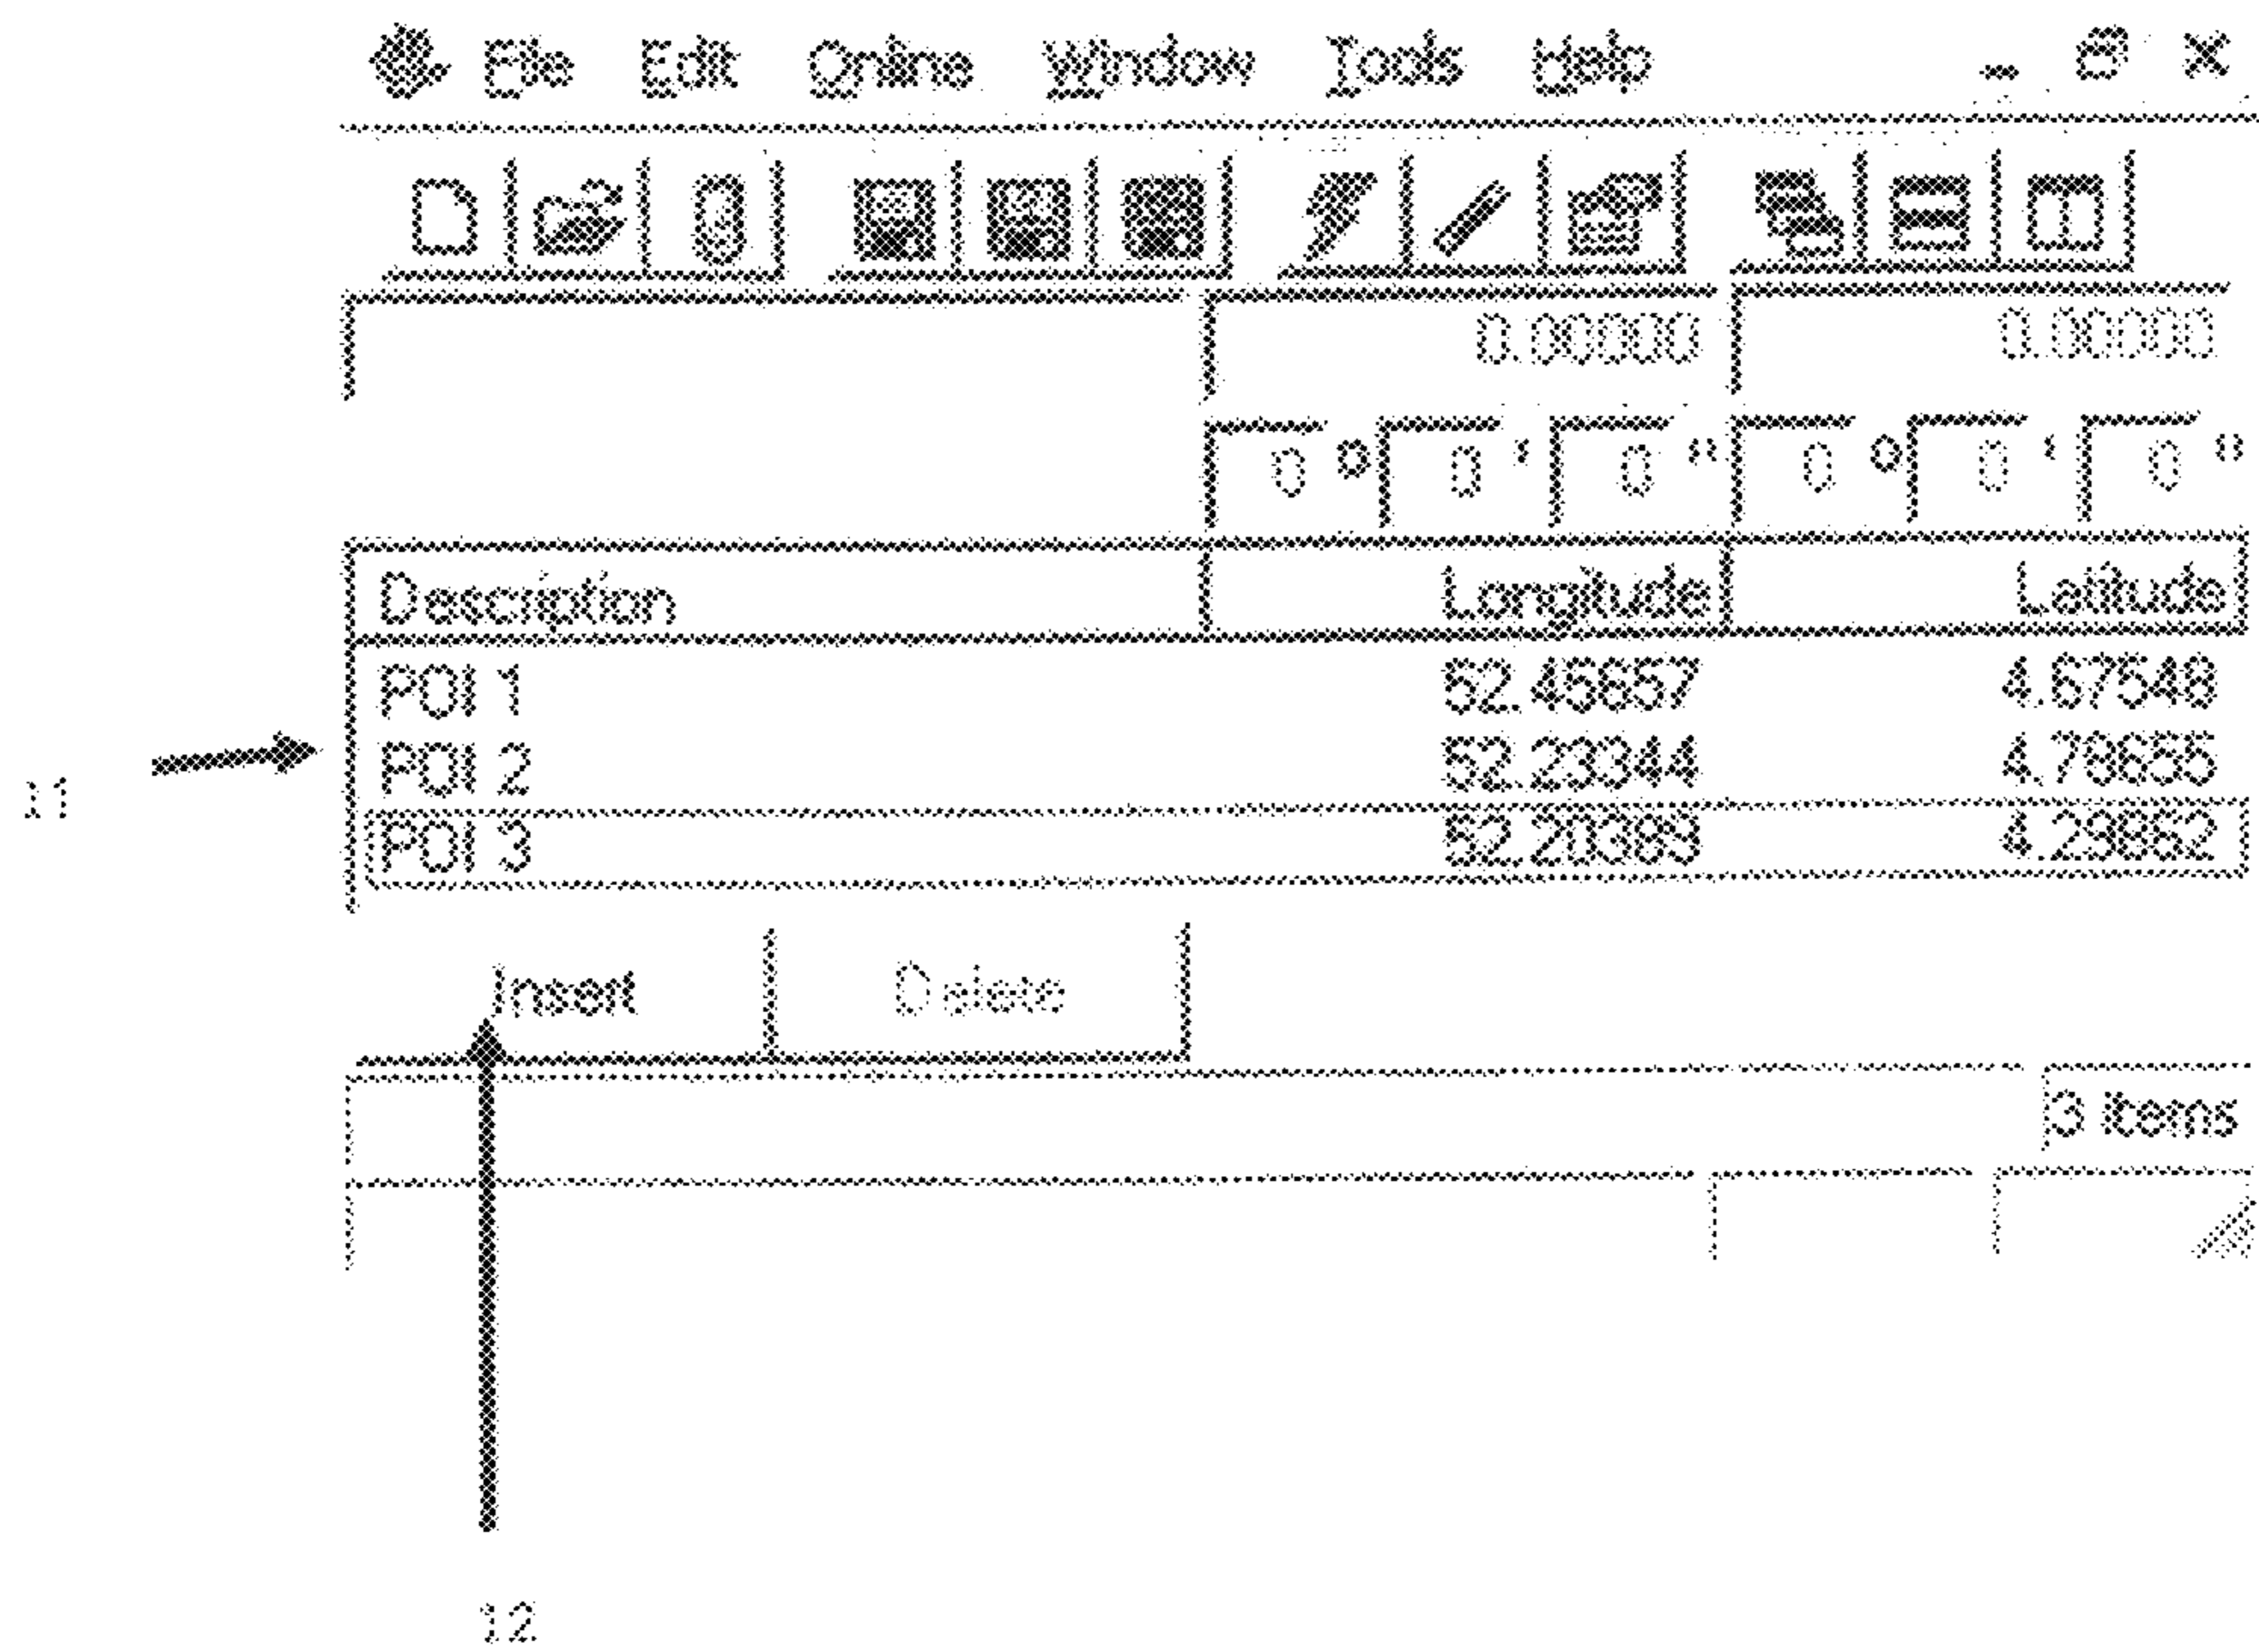 File Edit Online Window Tools Help
0.00000 0.00000
0 ° 0 ' 0 " 0 ° 0 ' 0 "
Description Longitude Latitude
POI 1 52.45657 4.67548
POI 2 52.23344 4.78655
11
POI 3 52.20389 4.29862
Insert Delete
3 items
12